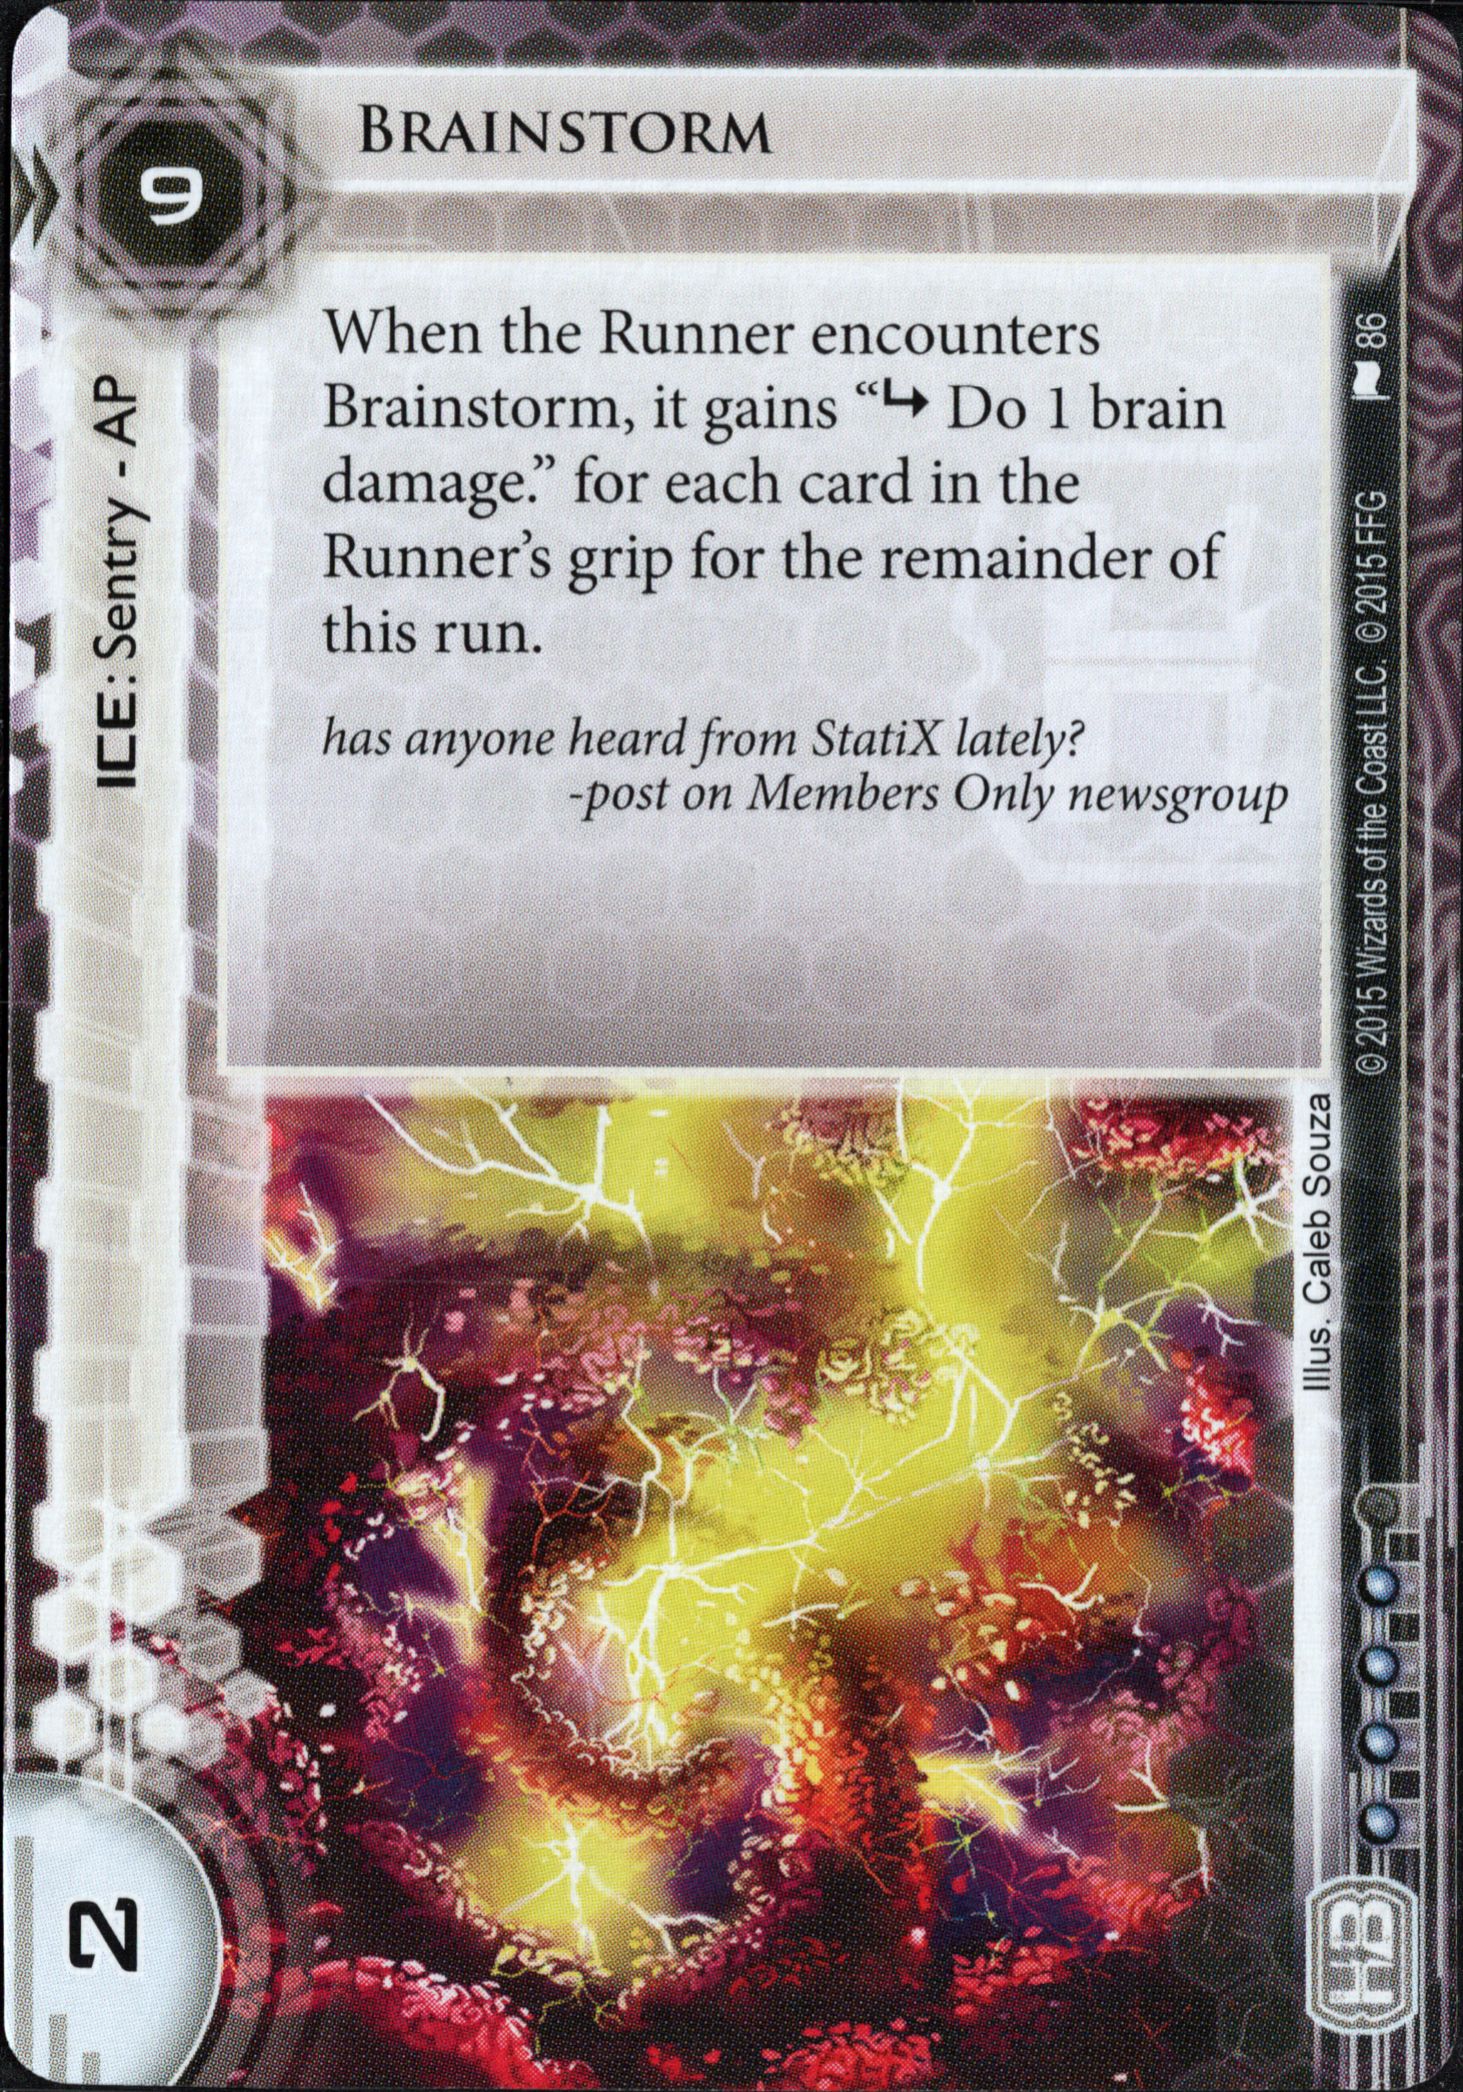 9
BRAINSTORM
ICE: Sentry - AP
When the Runner encounters
Brainstorm, it gains “↳ Do 1 brain
damage.” for each card in the
Runner’s grip for the remainder of
this run.
has anyone heard from StatiX lately?
-post on Members Only newsgroup
86
© 2015 Wizards of the Coast LLC. © 2015 FFG
Illus. Caleb Souza
2
HB